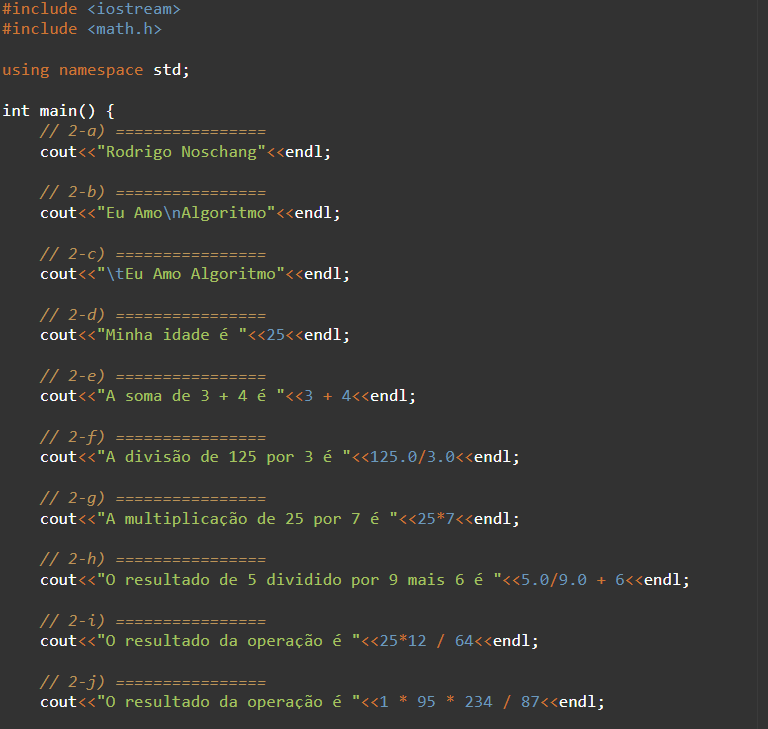 #include <iostream>
#include <math.h>
using namespace std;
int main() {
// 2-a) ================
cout<<"Rodrigo Noschang"<<endl;
// 2-b) ================
cout<<"Eu Amo\nAlgoritmo"<<endl;
// 2-c) ================
cout<<"\tEu Amo Algoritmo"<<endl;
// 2-d) ================
cout<<"Minha idade é "<<25<<endl;
// 2-e) ================
cout<<"A soma de 3 + 4 é "<<3 + 4<<endl;
// 2-f) ================
cout<<"A divisão de 125 por 3 é "<<125.0/3.0<<endl;
// 2-g) ================
cout<<"A multiplicação de 25 por 7 é "<<25*7<<endl;
// 2-h) ================
cout<<"O resultado de 5 dividido por 9 mais 6 é "<<5.0/9.0 + 6<<endl;
// 2-i) ================
cout<<"O resultado da operação é "<<25*12 / 64<<endl;
// 2-j) ================
cout<<"O resultado da operação é "<<1 * 95 * 234 / 87<<endl;